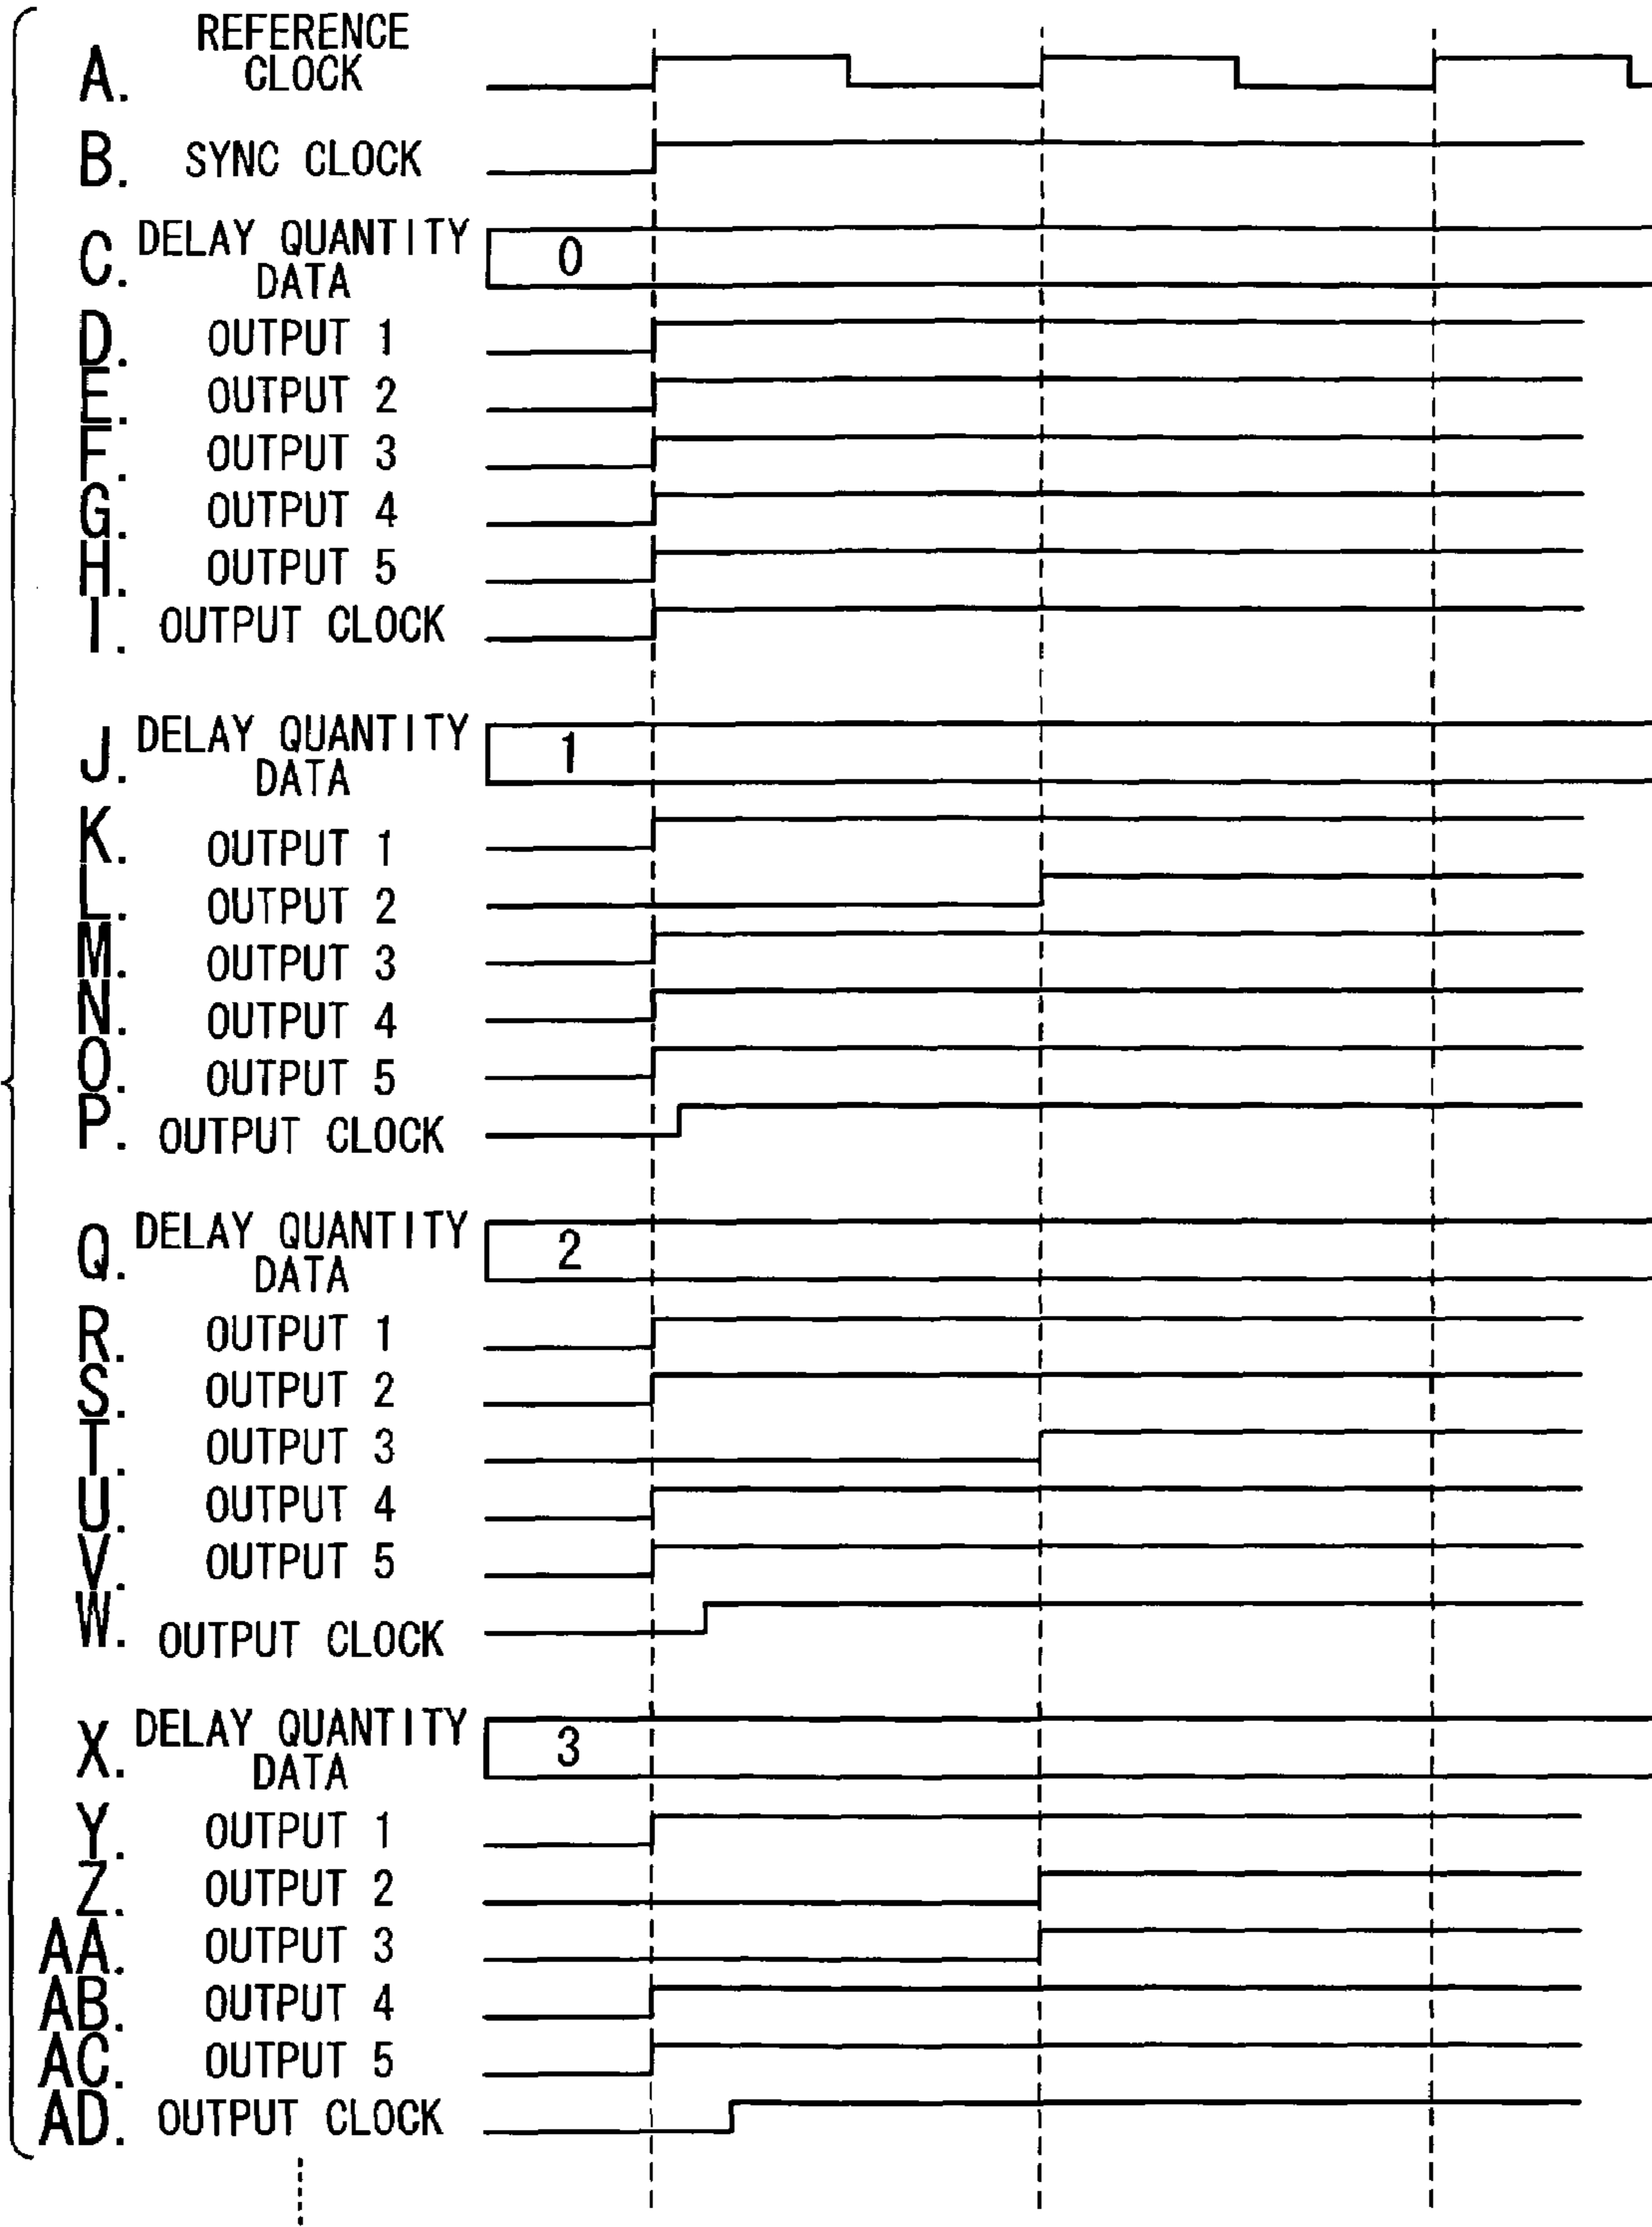 A. REFERENCE
CLOCK
B. SYNC CLOCK
C. DELAY QUANTITY
DATA
0
D. OUTPUT 1
E. OUTPUT 2
F. OUTPUT 3
G. OUTPUT 4
H. OUTPUT 5
I. OUTPUT CLOCK
J. DELAY QUANTITY
DATA
1
K. OUTPUT 1
L. OUTPUT 2
M. OUTPUT 3
N. OUTPUT 4
O. OUTPUT 5
P. OUTPUT CLOCK
Q. DELAY QUANTITY
DATA
2
R. OUTPUT 1
S. OUTPUT 2
T. OUTPUT 3
U. OUTPUT 4
V. OUTPUT 5
W. OUTPUT CLOCK
X. DELAY QUANTITY
DATA
3
Y. OUTPUT 1
Z. OUTPUT 2
AA. OUTPUT 3
AB. OUTPUT 4
AC. OUTPUT 5
AD. OUTPUT CLOCK